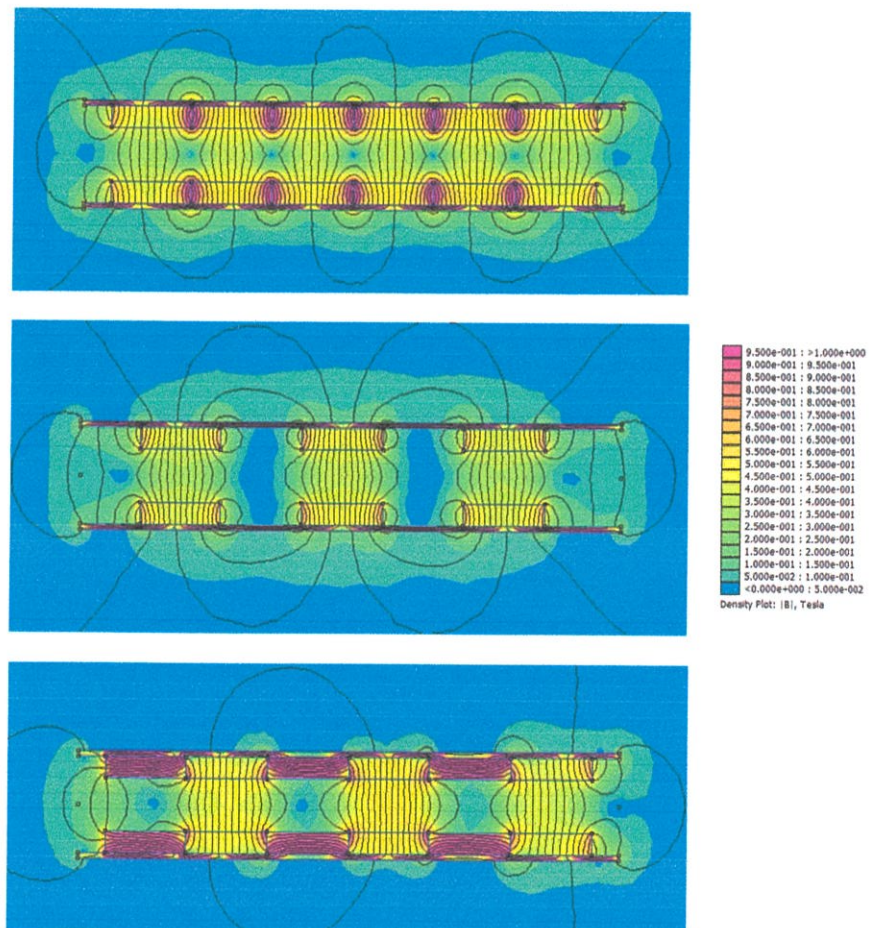 9.500e-001 : >1.000e+000
9.000e-001 : 9.500e-001
8.500e-001 : 9.000e-001
8.000e-001 : 8.500e-001
7.500e-001 : 8.000e-001
7.000e-001 : 7.500e-001
6.500e-001 : 7.000e-001
6.000e-001 : 6.500e-001
5.500e-001 : 6.000e-001
5.000e-001 : 5.500e-001
4.500e-001 : 5.000e-001
4.000e-001 : 4.500e-001
3.500e-001 : 4.000e-001
3.000e-001 : 3.500e-001
2.500e-001 : 3.000e-001
2.000e-001 : 2.500e-001
1.500e-001 : 2.000e-001
1.000e-001 : 1.500e-001
5.000e-002 : 1.000e-001
<0.000e+000 : 5.000e-002
Density Plot: |B|, Tesla